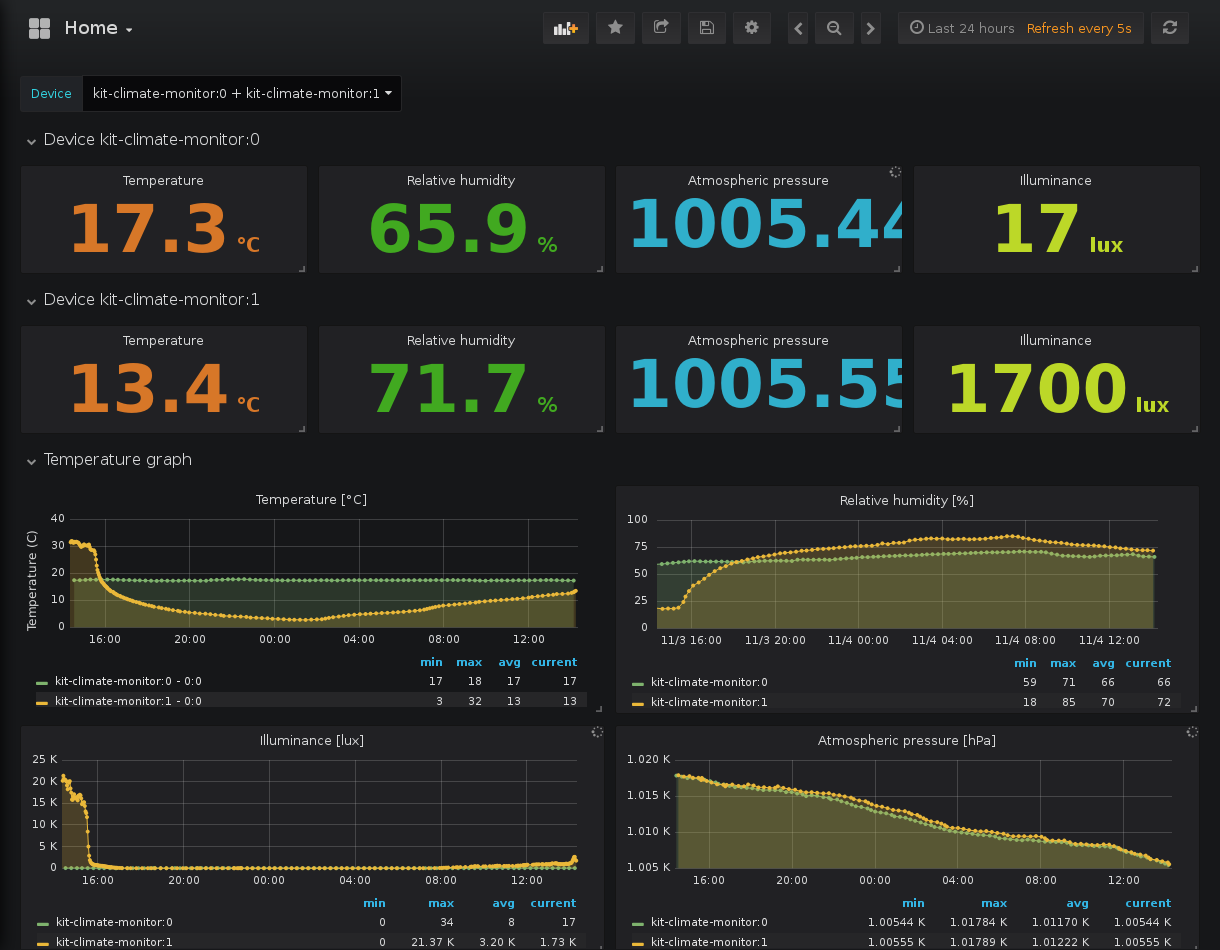 Home
Last 24 hours Refresh every 5s
Device kit-climate-monitor:0 + kit-climate-monitor:1
Device kit-climate-monitor:0
Temperature Relative humidity Atmospheric pressure Illuminance
17.3 °C 65.9 % 1005.44 17 lux
Device kit-climate-monitor:1
Temperature Relative humidity Atmospheric pressure Illuminance
13.4 °C 71.7 % 1005.55 1700 lux
Temperature graph
Temperature [°C]
Temperature (C)
40
30
20
10
0
16:00 20:00 00:00 04:00 08:00 12:00
min max avg current
kit-climate-monitor:0 - 0:0 17 18 17 17
kit-climate-monitor:1 - 0:0 3 32 13 13
Relative humidity [%]
100
75
50
25
0
11/3 16:00 11/3 20:00 11/4 00:00 11/4 04:00 11/4 08:00 11/4 12:00
min max avg current
kit-climate-monitor:0 59 71 66 66
kit-climate-monitor:1 18 85 70 72
Illuminance [lux]
25 K
20 K
15 K
10 K
5 K
0
16:00 20:00 00:00 04:00 08:00 12:00
min max avg current
kit-climate-monitor:0 0 34 8 17
kit-climate-monitor:1 0 21.37 K 3.20 K 1.73 K
Atmospheric pressure [hPa]
1.020 K
1.015 K
1.010 K
1.005 K
16:00 20:00 00:00 04:00 08:00 12:00
min max avg current
kit-climate-monitor:0 1.00544 K 1.01784 K 1.01170 K 1.00544 K
kit-climate-monitor:1 1.00555 K 1.01789 K 1.01222 K 1.00555 K